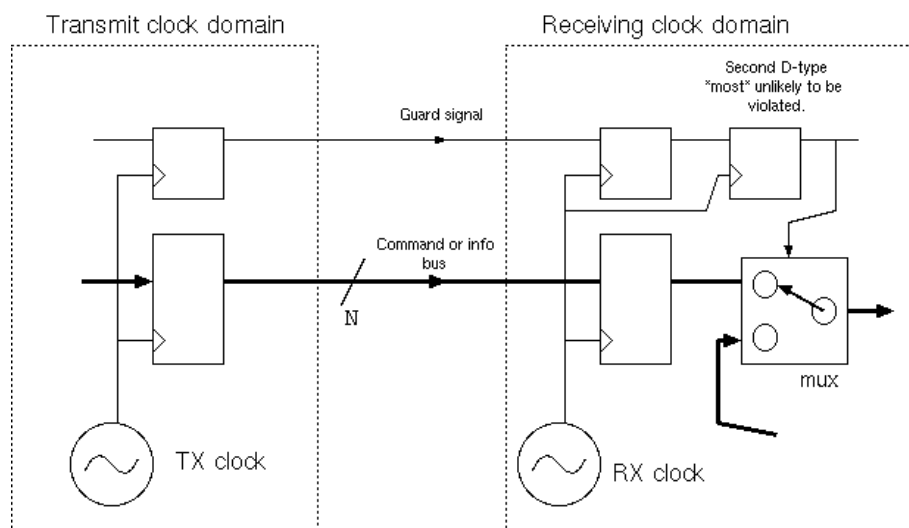 Transmit clock domain
Receiving clock domain
Second D-type
*most* unlikely to be
violated.
Guard signal
Command or info
bus
N
mux
TX clock
RX clock